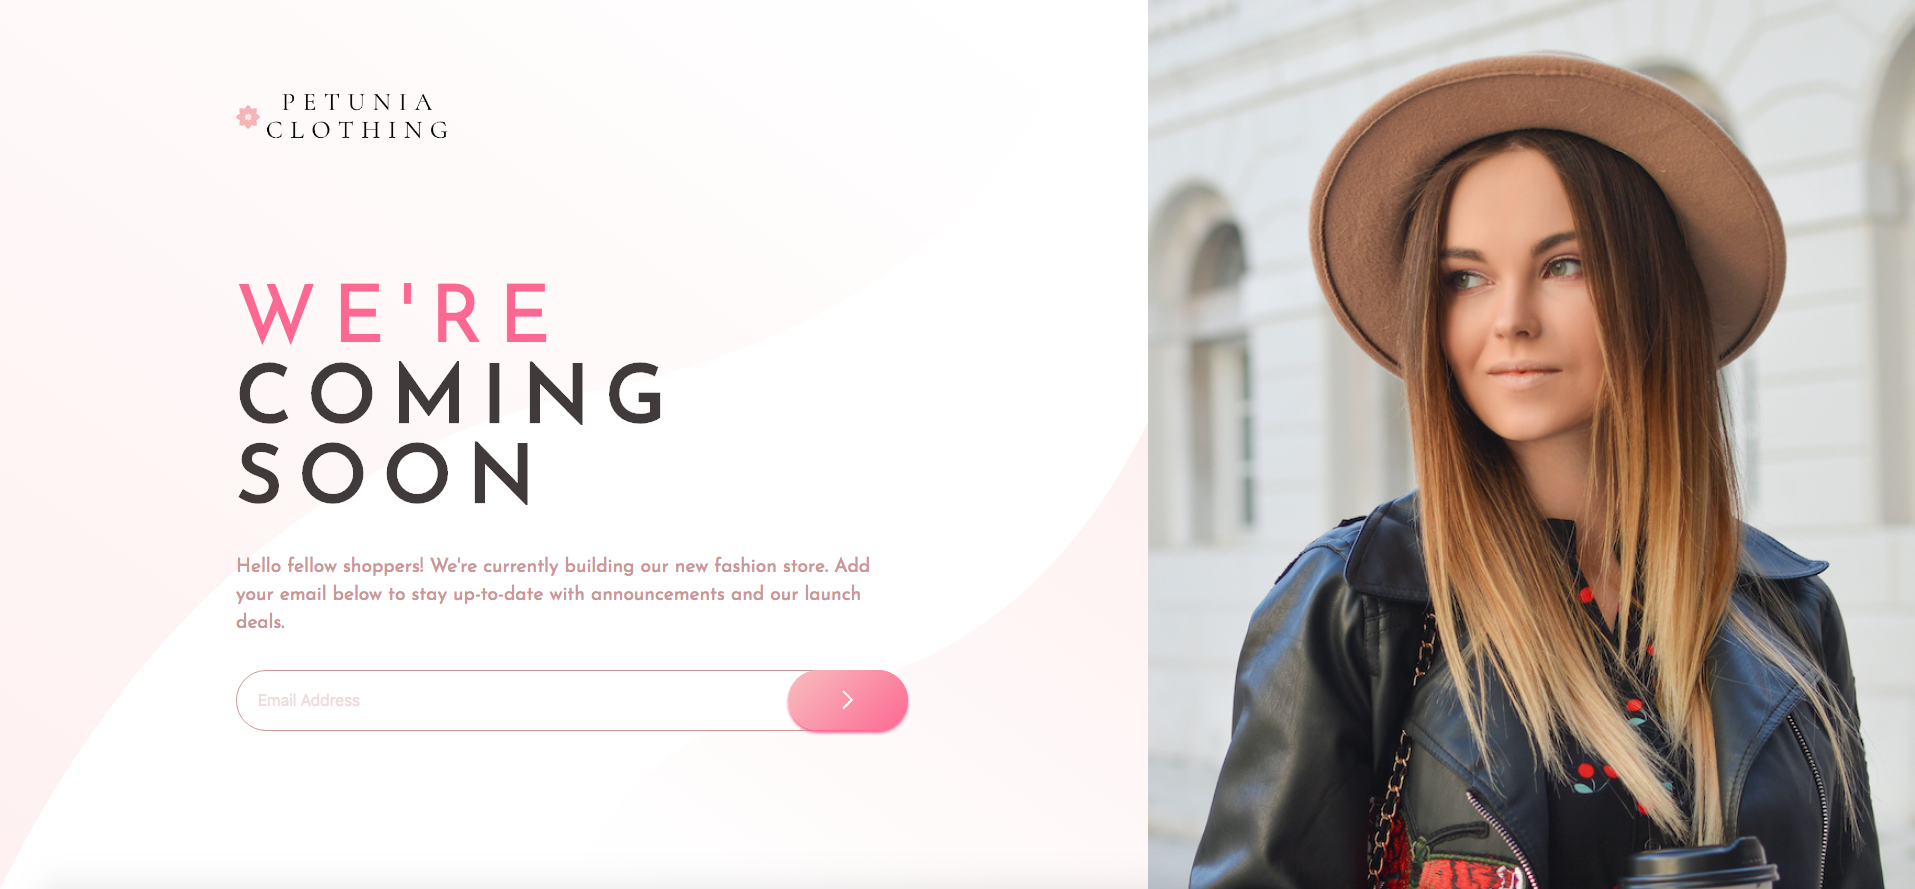 PETUNIA
CLOTHING
WE'RE
COMING
SOON
Hello fellow shoppers! We're currently building our new fashion store. Add
your email below to stay up-to-date with announcements and our launch
deals.
Email Address